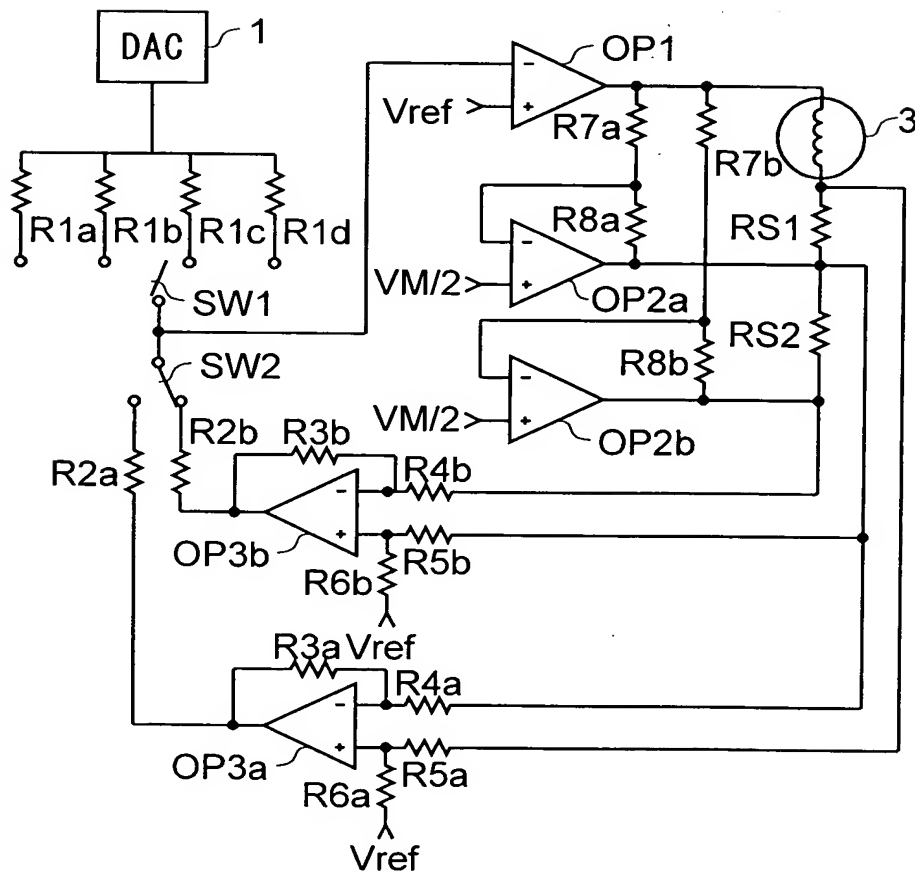 DAC
1
OP1
Vref
R7a
R7b
3
R1a
R1b
R1c
R1d
R8a
RS1
SW1
VM/2
OP2a
SW2
R8b
RS2
VM/2
OP2b
R2a
R2b
R3b
R4b
OP3b
R6b
R5b
Vref
R3a
R4a
OP3a
R6a
R5a
Vref